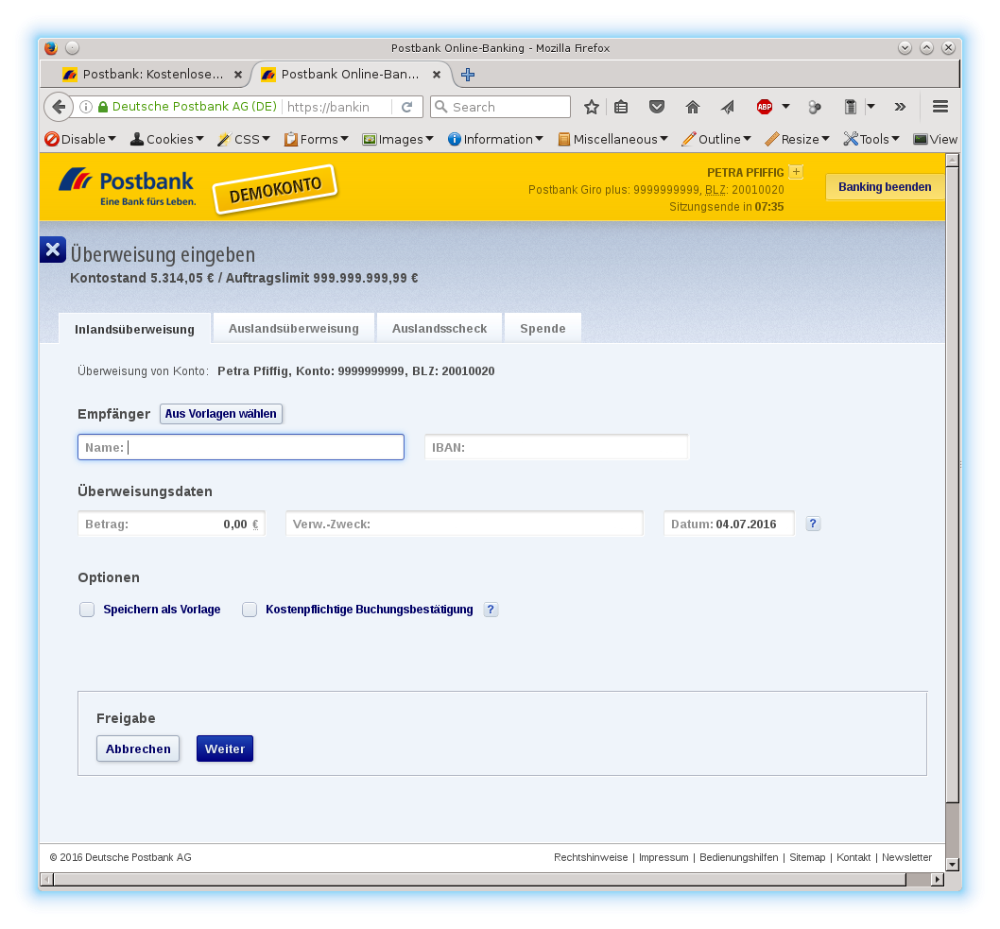 Postbank Online-Banking - Mozilla Firefox
Postbank: Kostenlose... Postbank Online-Ban...
Deutsche Postbank AG (DE) https://bankin Search ABP
Disable Cookies CSS Forms Images Information Miscellaneous Outline Resize Tools View
Postbank
Eine Bank fürs Leben.
DEMOKONTO
PETRA PFIFFIG +
Postbank Giro plus: 9999999999, BLZ: 20010020
Sitzungsende in 07:35
Banking beenden
Überweisung eingeben
Kontostand 5.314,05 € / Auftragslimit 999.999.999,99 €
Inlandsüberweisung Auslandsüberweisung Auslandsscheck Spende
Überweisung von Konto: Petra Pfiffig, Konto: 9999999999, BLZ: 20010020
Empfänger Aus Vorlagen wählen
Name: IBAN:
Überweisungsdaten
Betrag: 0,00 € Verw.-Zweck: Datum: 04.07.2016 ?
Optionen
Speichern als Vorlage Kostenpflichtige Buchungsbestätigung ?
Freigabe
Abbrechen Weiter
© 2016 Deutsche Postbank AG Rechtshinweise | Impressum | Bedienungshilfen | Sitemap | Kontakt | Newsletter